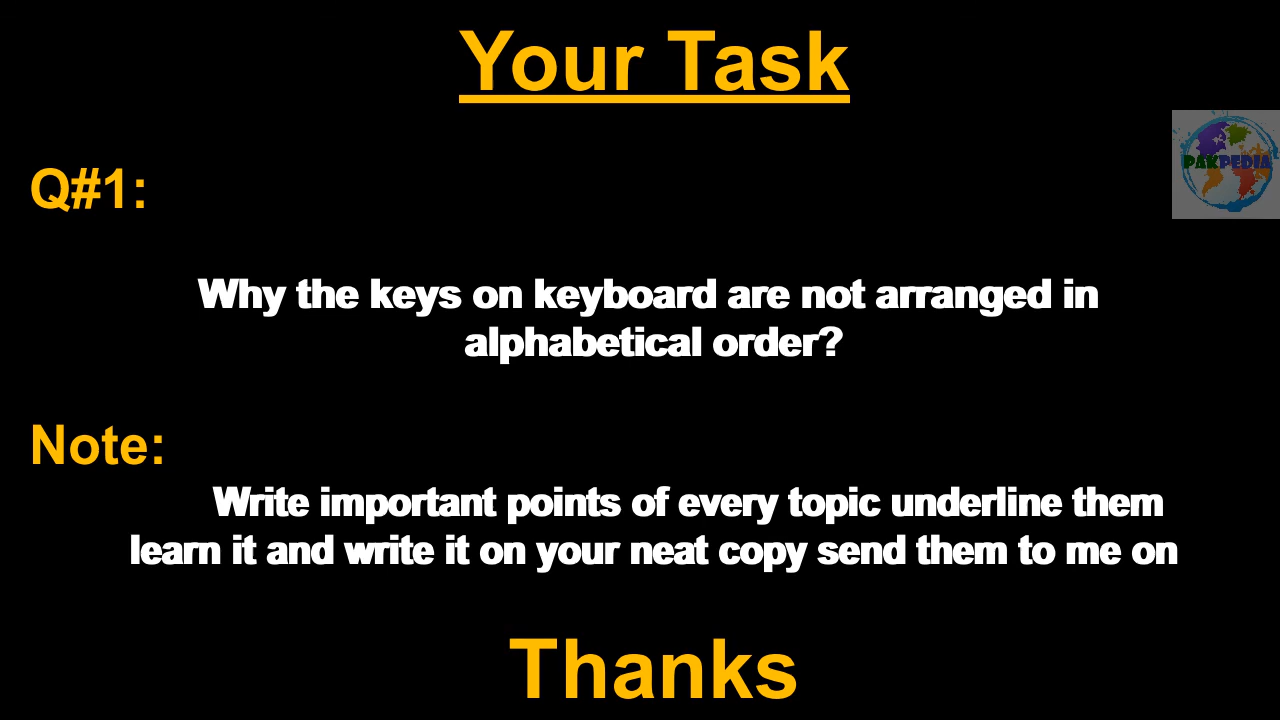 Your Task
PAKPEDIA
Q#1:
Why the keys on keyboard are not arranged in
alphabetical order?
Note:
Write important points of every topic underline them
learn it and write it on your neat copy send them to me on
Thanks